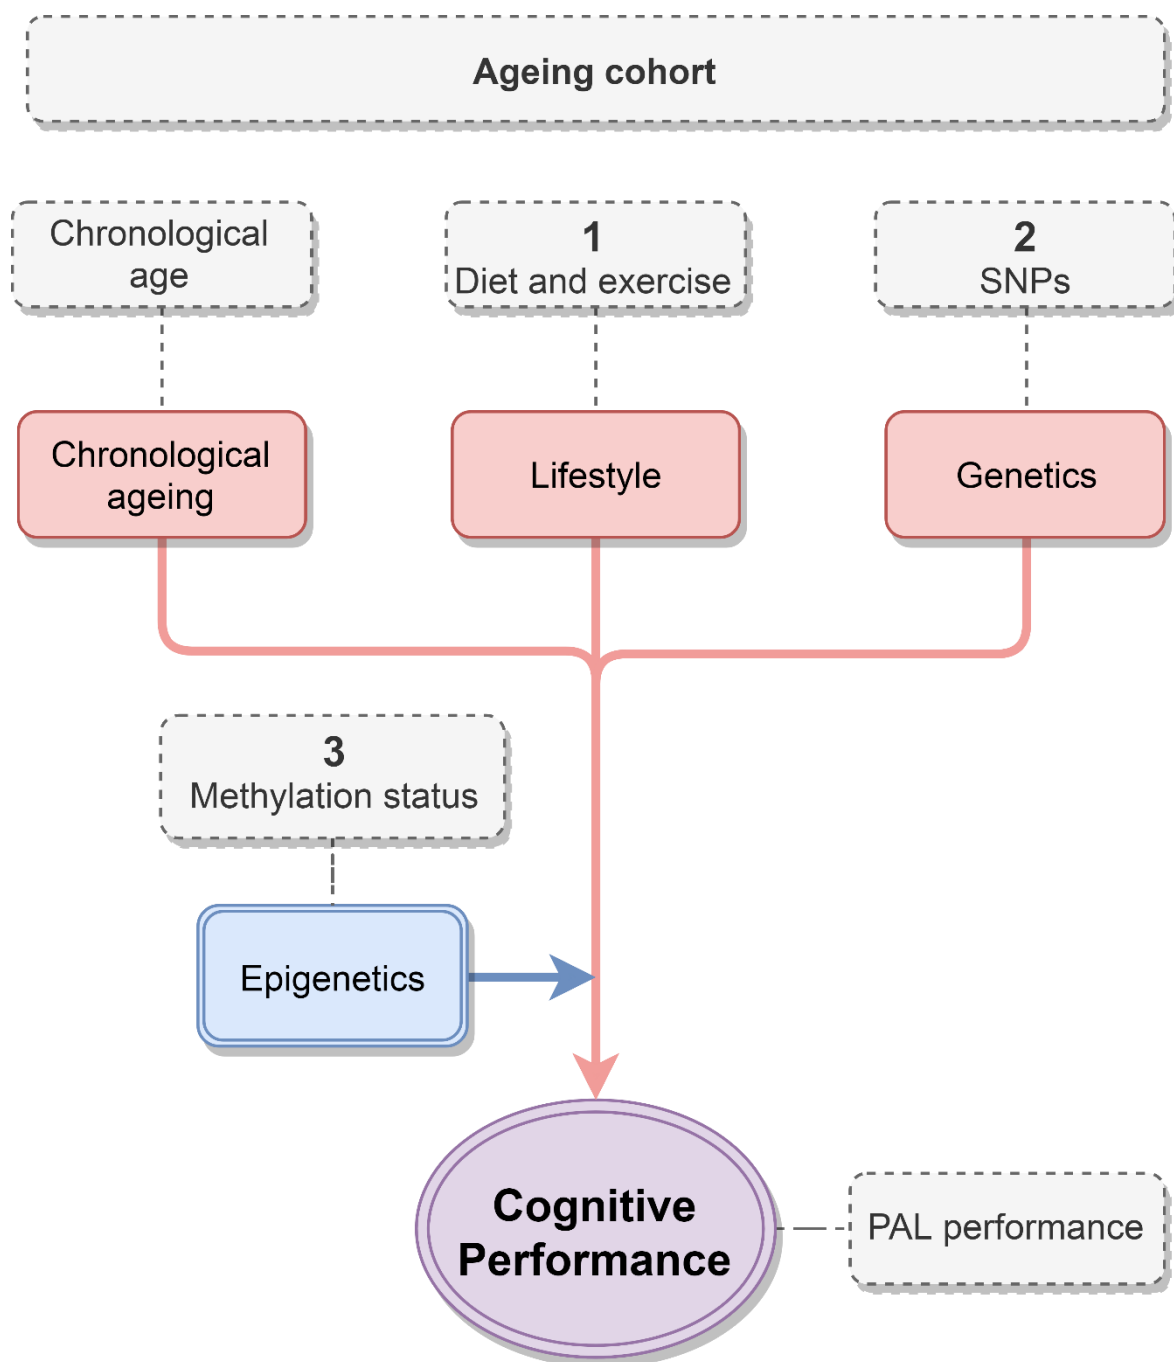 Ageing cohort
Chronological
age
1
Diet and exercise
2
SNPs
Chronological
ageing
Lifestyle
Genetics
3
Methylation status
Epigenetics
Cognitive
Performance
PAL performance